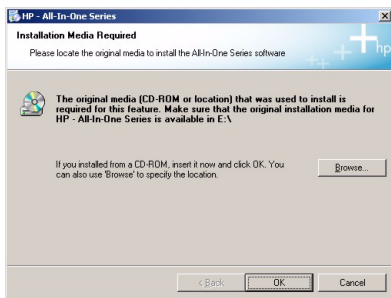 HP - All-In-One Series
Installation Media Required
Please locate the original media to install the All-In-One Series software
hp
The original media (CD-ROM or location) that was used to install is
required for this feature. Make sure that the original installation media for
HP - All-In-One Series is available in E:\
If you installed from a CD-ROM, insert it now and click OK. You
can also use 'Browse' to specify the location.
Browse...
< Back
OK
Cancel